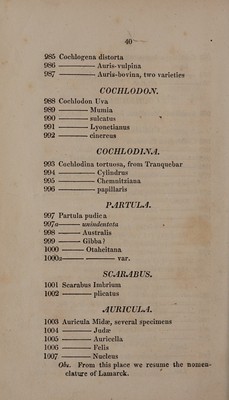 40
985 Cochlogena distorta
986 ———— Auris-vulpina
987 ———— Auris-bovina, two varieties
COCHLODON.
988 Cochlodon Uva
989 ———— Mumia
990 ———— sulcatus
991 ———— Lyonetianus
992 ———— cinereus
COCHLODINA.
993 Cochlodina tortuosa, from Tranquebar
994 ———— Cylindrus
995 ———— Chemnitziana
996 ———— papillaris
PARTULA.
997 Partula pudica
997a ———— unindentata
998 ———— Australis
999 ———— Gibba?
1000 ———— Otaheitana
1000a ———— var.
SCARABUS.
1001 Scarabus Imbrium
1002 ———— plicatus
AURICULA.
1003 Auricula Midæ, several specimens
1004 ———— Judæ
1005 ———— Auricella
1006 ———— Felis
1007 ———— Nucleus
Obs. From this place we resume the nomen-
clature of Lamarck.